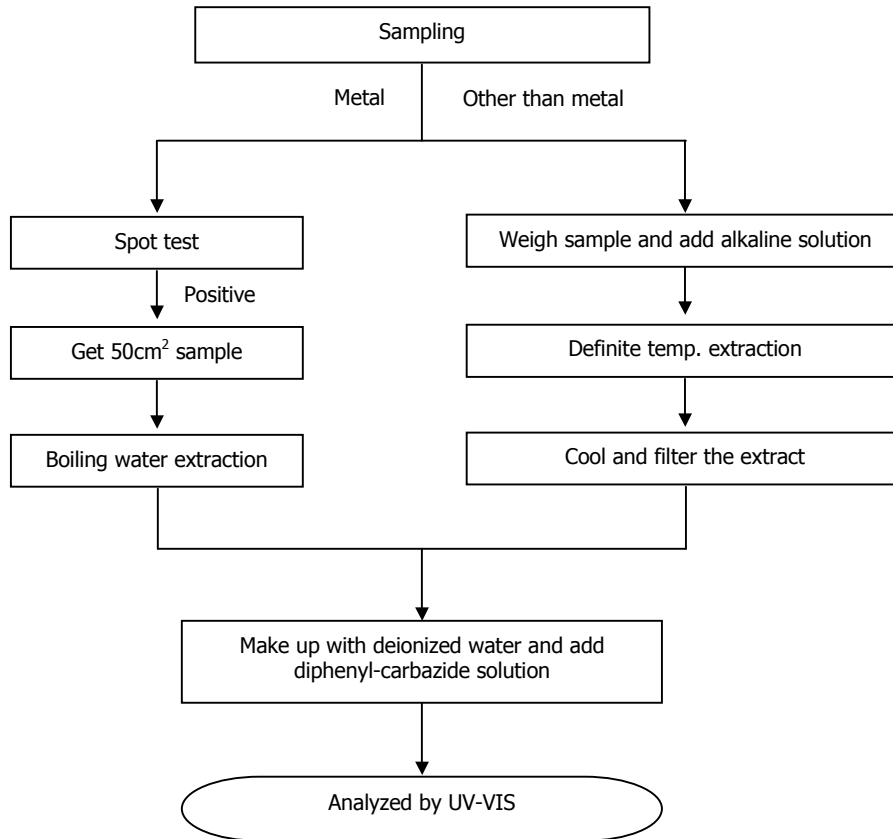 Sampling
Metal
Other than metal
Spot test
Positive
Get 50cm² sample
Boiling water extraction
Weigh sample and add alkaline solution
Definite temp. extraction
Cool and filter the extract
Make up with deionized water and add
diphenyl-carbazide solution
Analyzed by UV-VIS